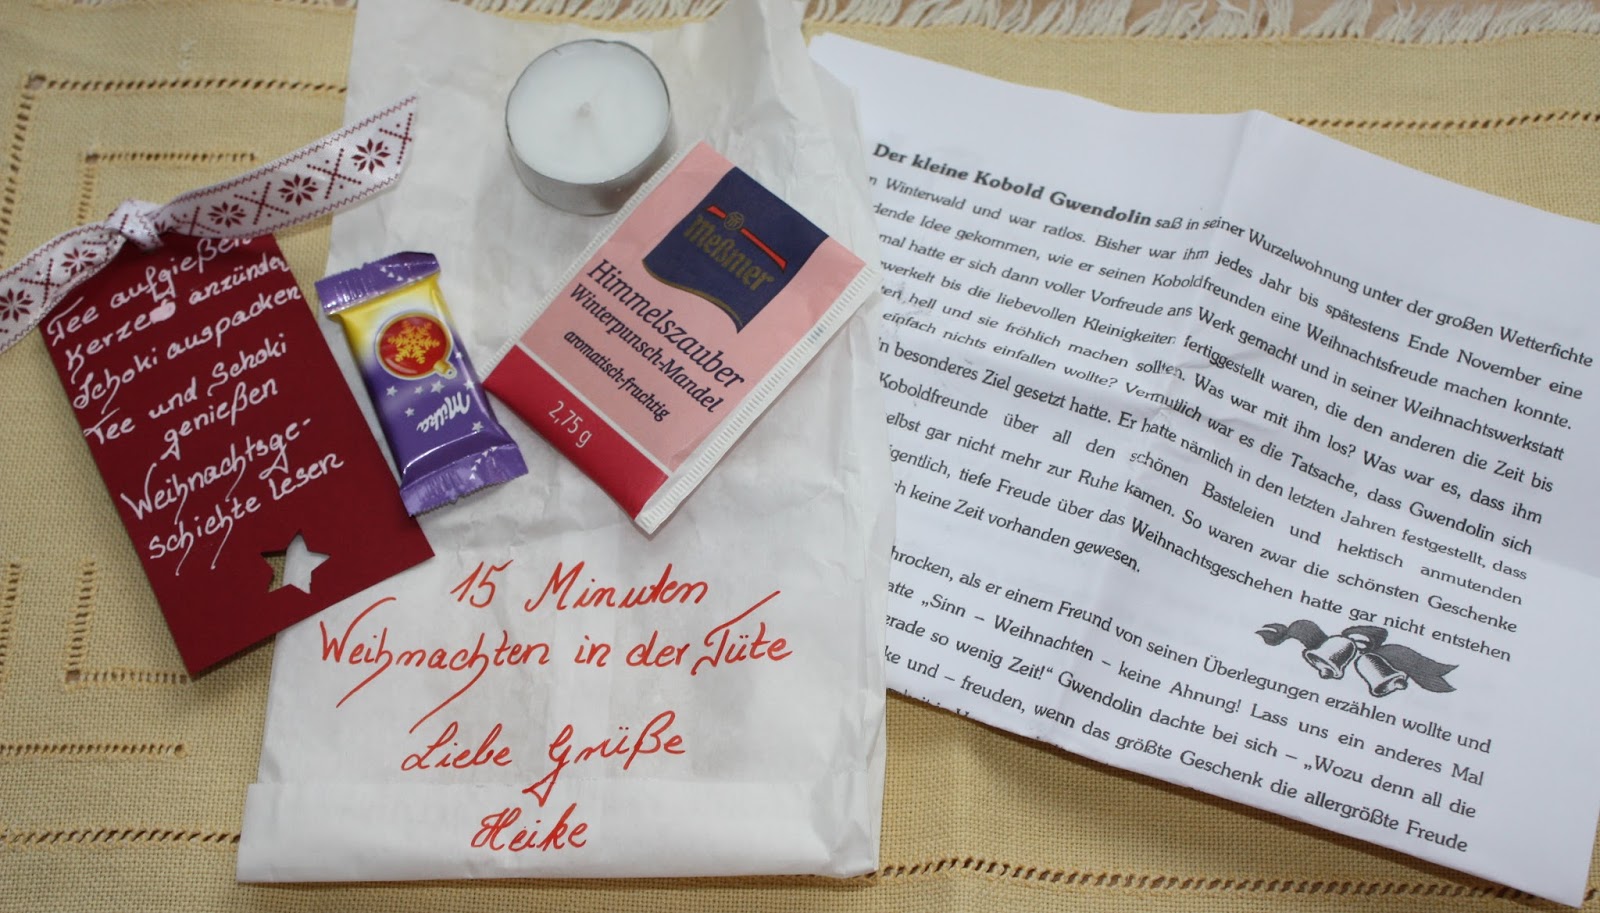 Tee aufgießen
Kerze anzünden
Schoki auspacken
Tee und Schoki
genießen
Weihnachtsge-
schichte lesen
Milka
Meßmer
Himmelszauber
Winterpunsch-Mandel
aromatisch-fruchtig
2,75 g
15 Minuten
Weihnachten in der Tüte
Liebe Grüße
Heike
Der kleine Kobold Gwendolin saß in seiner Wurzelwohnung unter der großen Wetterfichte
Winterwald und war ratlos. Bisher war ihm jedes Jahr bis spätestens Ende November eine
Idee gekommen, wie er seinen Koboldfreunden eine Weihnachtsfreude machen konnte.
mal hatte er sich dann voller Vorfreude ans Werk gemacht und in seiner Weihnachtswerkstatt
werkelt bis die liebevollen Kleinigkeiten fertiggestellt waren, die den anderen die Zeit bis
hell und sie fröhlich machen sollten. Was war mit ihm los? Was war es, dass ihm
einfach nichts einfallen wollte? Vermutlich war es die Tatsache, dass Gwendolin sich
n besonderes Ziel gesetzt hatte. Er hatte nämlich in den letzten Jahren festgestellt, dass
Koboldfreunde über all den schönen Basteleien und hektisch anmutenden
elbst gar nicht mehr zur Ruhe kamen. So waren zwar die schönsten Geschenke
igentlich, tiefe Freude über das Weihnachtsgeschehen hatte gar nicht entstehen
ch keine Zeit vorhanden gewesen.
hrocken, als er einem Freund von seinen Überlegungen erzählen wollte und
atte „Sinn – Weihnachten – keine Ahnung! Lass uns ein anderes Mal
erade so wenig Zeit!“ Gwendolin dachte bei sich – „Wozu denn all die
ke und – freuden, wenn das größte Geschenk die allergrößte Freude